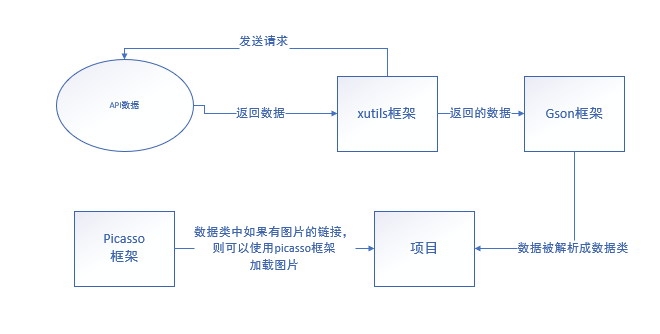 发送请求
API数据
返回数据
xutils框架
返回的数据
Gson框架
Picasso
框架
数据类中如果有图片的链接，
则可以使用picasso框架
加载图片
项目
数据被解析成数据类